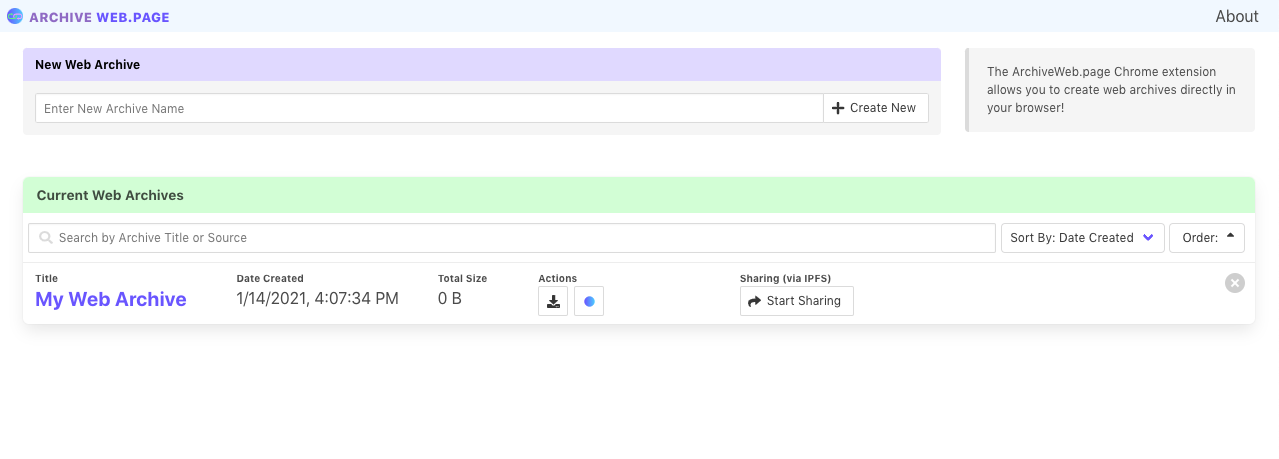 ARCHIVE WEB.PAGE
About
New Web Archive
Enter New Archive Name
Create New
The ArchiveWeb.page Chrome extension
allows you to create web archives directly in
your browser!
Current Web Archives
Search by Archive Title or Source
Sort By: Date Created
Order:
Title
Date Created
Total Size
Actions
Sharing (via IPFS)
My Web Archive
1/14/2021, 4:07:34 PM
0 B
Start Sharing